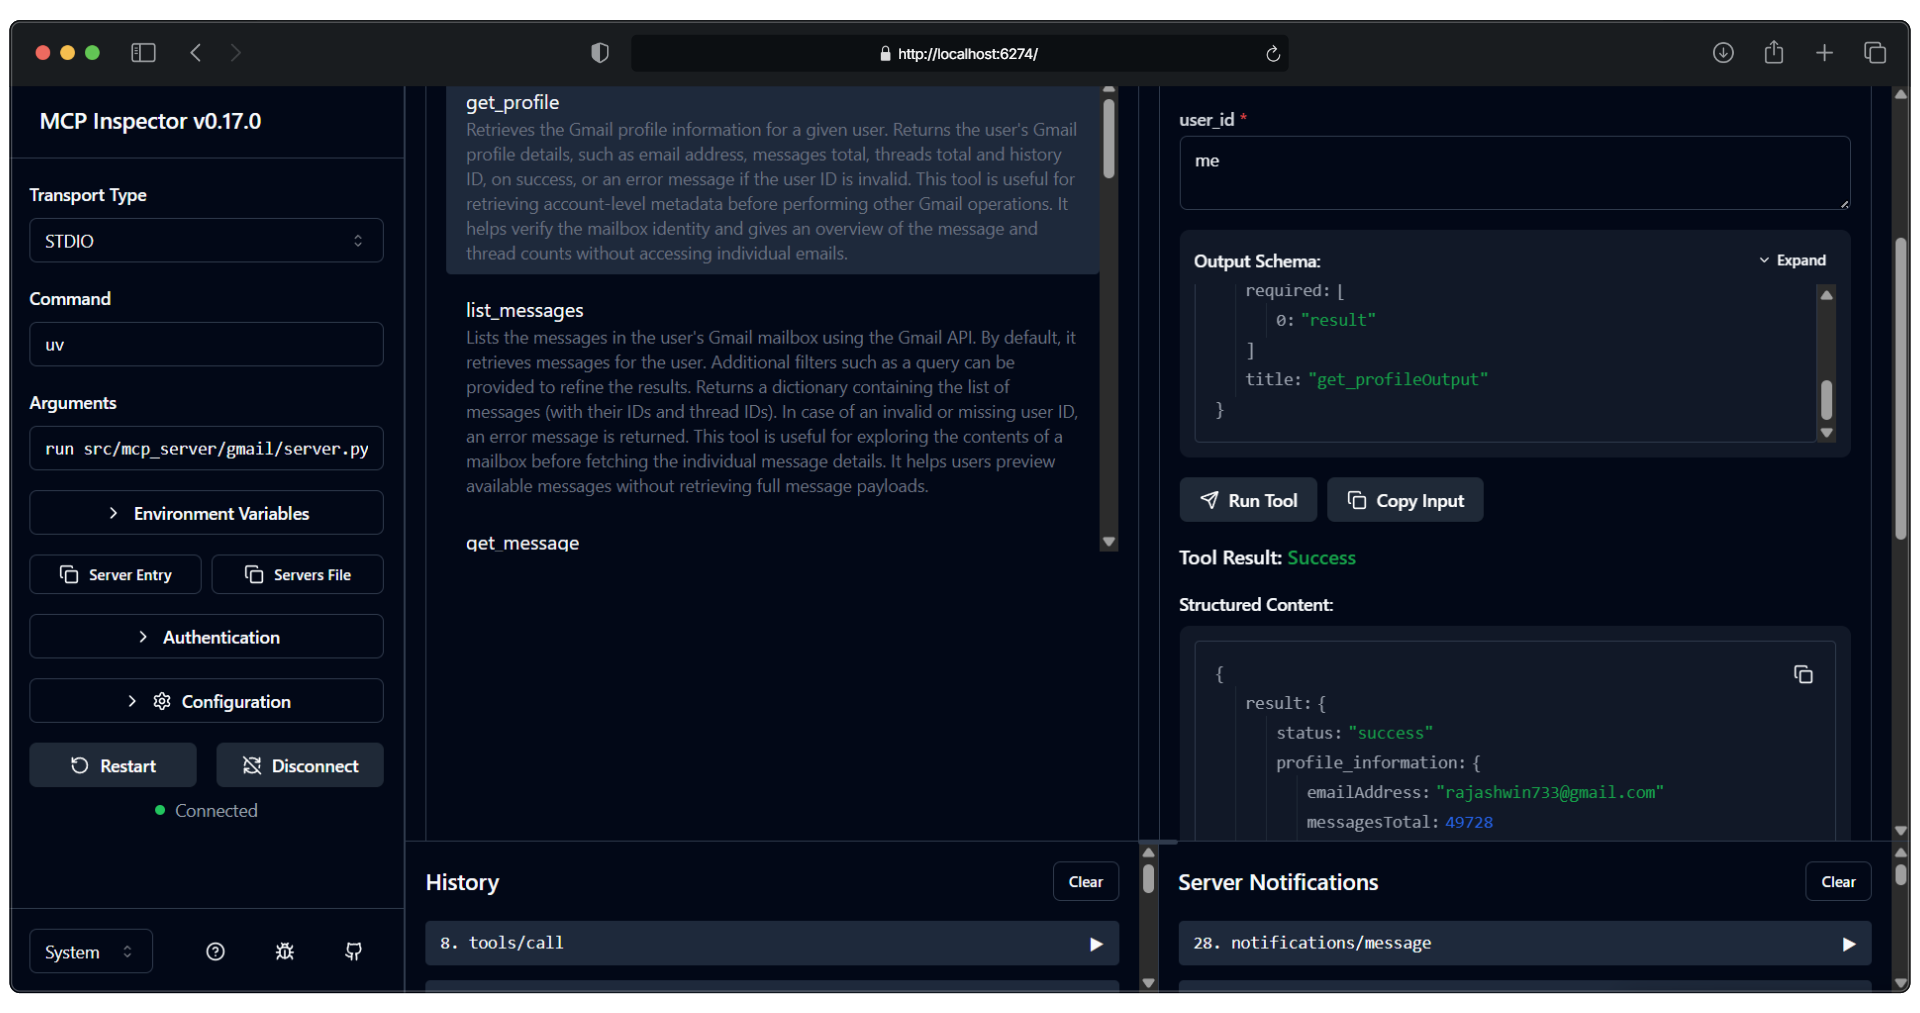 http://localhost:6274/
MCP Inspector v0.17.0
Transport Type
STDIO
Command
uv
Arguments
run src/mcp_server/gmail/server.py
Environment Variables
Server Entry
Servers File
Authentication
Configuration
Restart
Disconnect
Connected
System
get_profile
Retrieves the Gmail profile information for a given user. Returns the user's Gmail
profile details, such as email address, messages total, threads total and history
ID, on success, or an error message if the user ID is invalid. This tool is useful for
retrieving account-level metadata before performing other Gmail operations. It
helps verify the mailbox identity and gives an overview of the message and
thread counts without accessing individual emails.
list_messages
Lists the messages in the user's Gmail mailbox using the Gmail API. By default, it
retrieves messages for the user. Additional filters such as a query can be
provided to refine the results. Returns a dictionary containing the list of
messages (with their IDs and thread IDs). In case of an invalid or missing user ID,
an error message is returned. This tool is useful for exploring the contents of a
mailbox before fetching the individual message details. It helps users preview
available messages without retrieving full message payloads.
get_message
user_id *
me
Output Schema:
Expand
required: [
0: "result"
]
title: "get_profileOutput"
}
Run Tool
Copy Input
Tool Result: Success
Structured Content:
{
result: {
status: "success"
profile_information: {
emailAddress: "rajashwin733@gmail.com"
messagesTotal: 49728
History
Clear
8. tools/call
Server Notifications
Clear
28. notifications/message